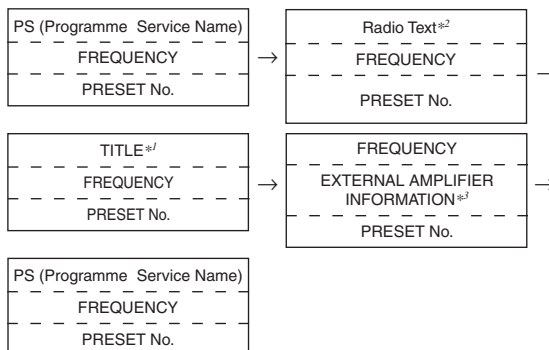 PS (Programme Service Name)
FREQUENCY
PRESET No.
→
Radio Text*2
FREQUENCY
PRESET No.
→
TITLE*1
FREQUENCY
PRESET No.
→
FREQUENCY
EXTERNAL AMPLIFIER
INFORMATION*3
PRESET No.
→
PS (Programme Service Name)
FREQUENCY
PRESET No.